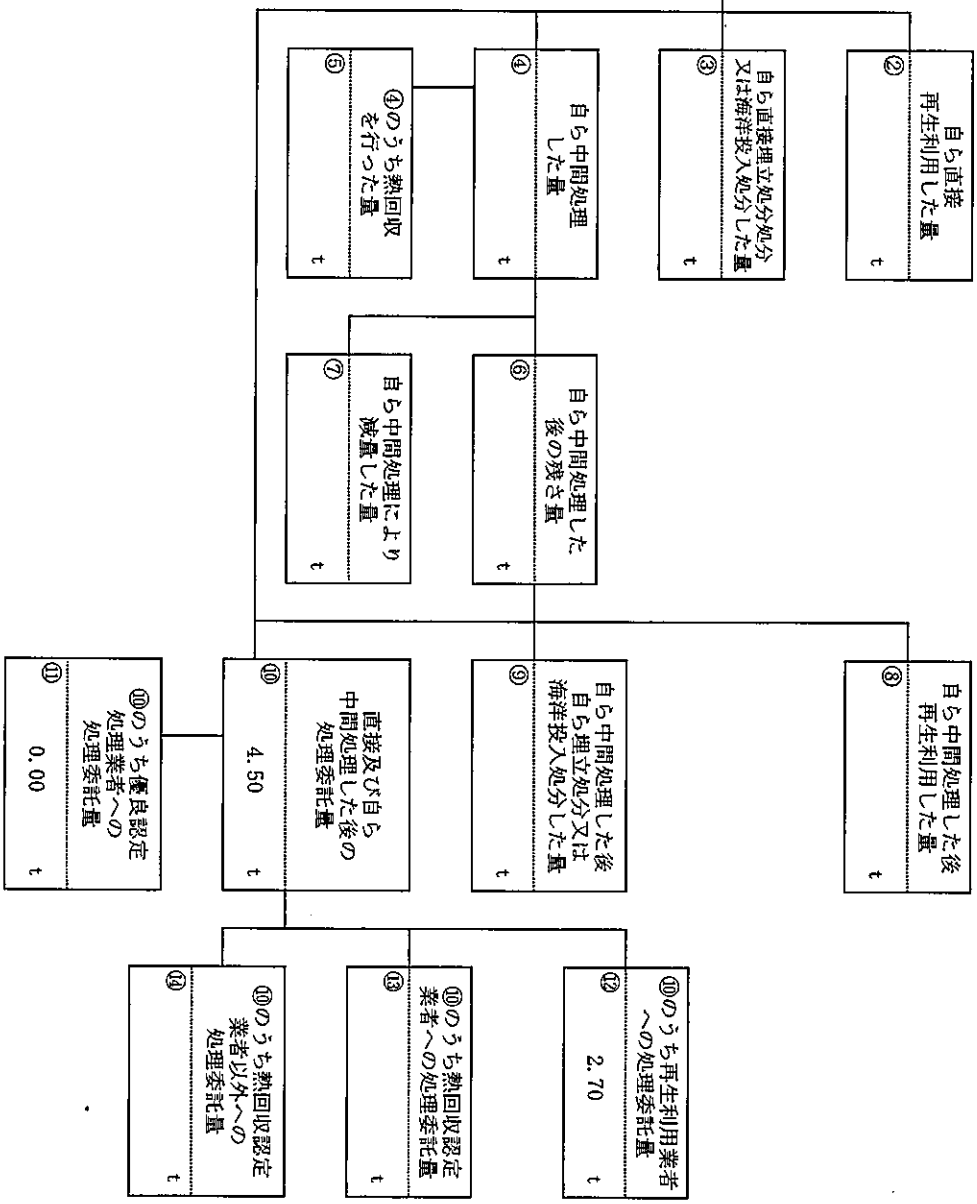 自ら直接
再生利用した量
②
t
自ら直接埋立処分処分
又は海洋投入処分した量
③
t
自ら中間処理
した量
④
t
④のうち熱回収
を行った量
⑤
t
自ら中間処理した
後の残さ量
⑥
t
自ら中間処理により
減量した量
⑦
t
自ら中間処理した後
再生利用した量
⑧
t
自ら中間処理した後
自ら埋立処分又は
海洋投入処分した量
⑨
t
直接及び自ら
中間処理した後の
処理委託量
⑩
4.50 t
⑩のうち優良認定
処理業者への
処理委託量
⑪
0.00 t
⑩のうち再生利用業者
への処理委託量
⑫
2.70 t
⑩のうち熱回収認定
業者への処理委託量
⑬
t
⑩のうち熱回収認定
業者以外への
処理委託量
⑭
t